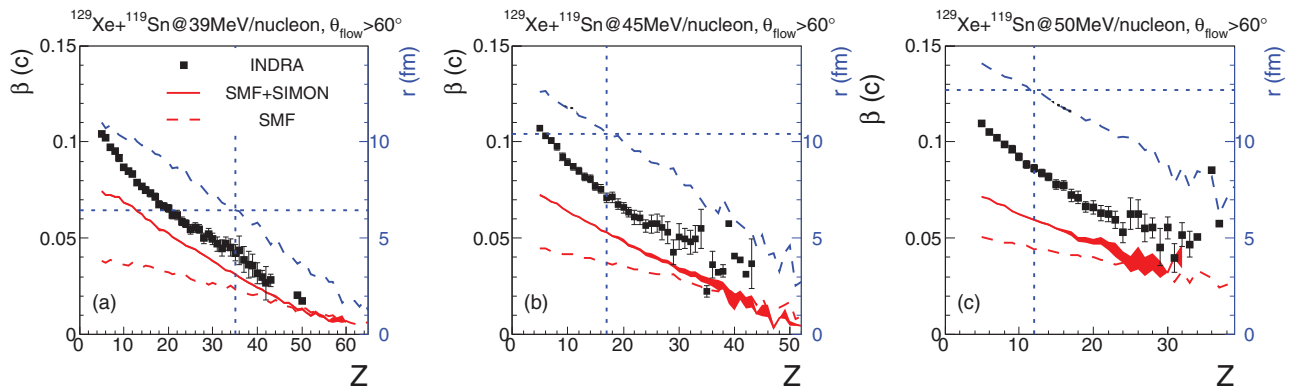 ¹²⁹Xe+¹¹⁹Sn@39MeV/nucleon, θ_flow>60°
β (c)
0.15
0.1
0.05
0
INDRA
SMF+SIMON
SMF
(a)
r (fm)
10
5
0
0 10 20 30 40 50 60
Z
¹²⁹Xe+¹¹⁹Sn@45MeV/nucleon, θ_flow>60°
β (c)
0.15
0.1
0.05
0
(b)
r (fm)
10
5
0
0 10 20 30 40 50
Z
¹²⁹Xe+¹¹⁹Sn@50MeV/nucleon, θ_flow>60°
β (c)
0.15
0.1
0.05
0
(c)
r (fm)
10
5
0
0 10 20 30
Z